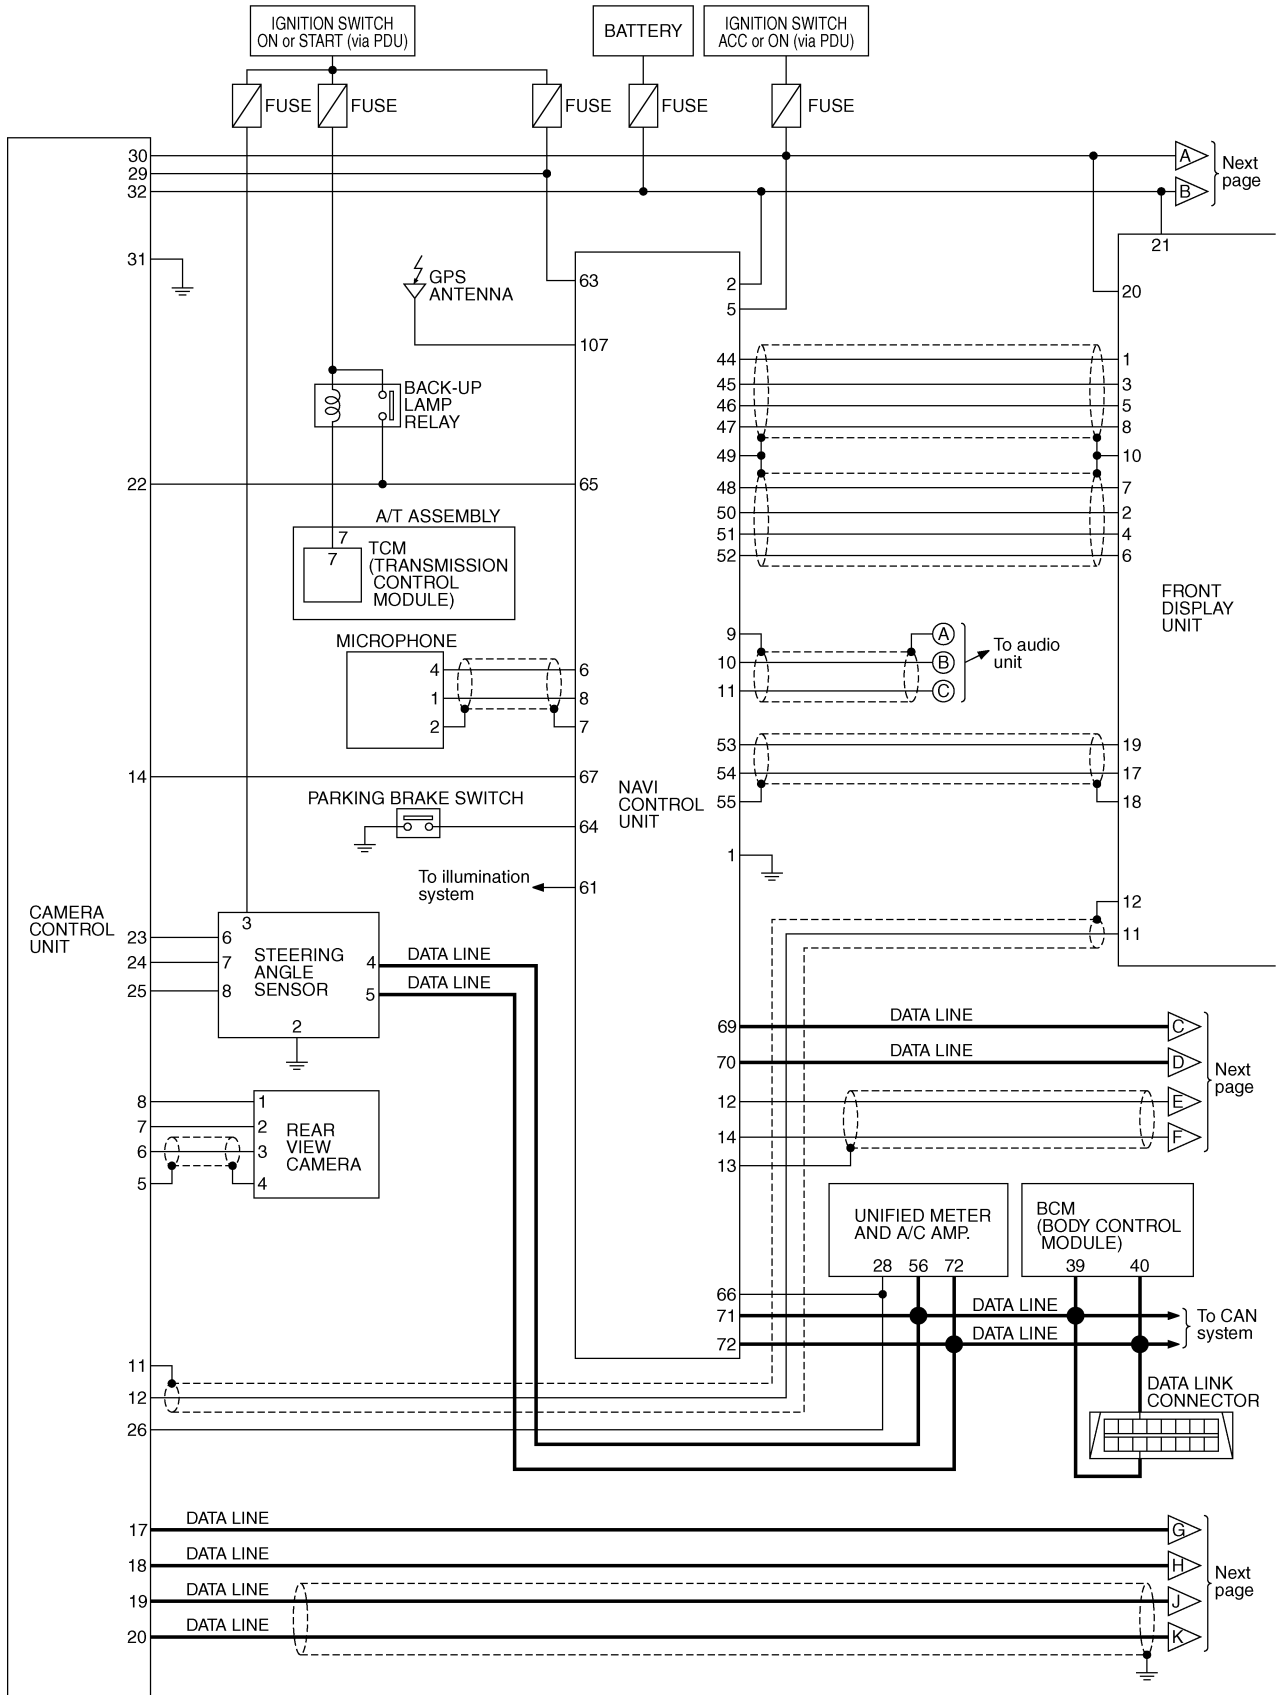 IGNITION SWITCH
ON or START (via PDU)
BATTERY
IGNITION SWITCH
ACC or ON (via PDU)
FUSE
FUSE
FUSE
FUSE
FUSE
30
29
32
A
B
Next
page
31
21
GPS
ANTENNA
63
107
2
5
20
BACK-UP
LAMP
RELAY
44
45
46
47
49
48
50
51
52
1
3
5
8
10
7
2
4
6
22
65
A/T ASSEMBLY
7
7
TCM
(TRANSMISSION
CONTROL
MODULE)
FRONT
DISPLAY
UNIT
MICROPHONE
4
1
2
6
8
7
9
10
11
A
B
C
To audio
unit
14
67
53
54
55
19
17
18
NAVI
CONTROL
UNIT
PARKING BRAKE SWITCH
64
1
To illumination
system
61
12
11
CAMERA
CONTROL
UNIT
23
24
25
3
6
7
8
STEERING
ANGLE
SENSOR
4
5
2
DATA LINE
DATA LINE
69
70
12
14
13
DATA LINE
DATA LINE
C
D
E
F
Next
page
8
7
6
5
1
2
3
4
REAR
VIEW
CAMERA
UNIFIED METER
AND A/C AMP.
28
56
72
BCM
(BODY CONTROL
MODULE)
39
40
66
71
72
DATA LINE
DATA LINE
To CAN
system
11
12
26
DATA LINK
CONNECTOR
17
18
19
20
DATA LINE
DATA LINE
DATA LINE
DATA LINE
G
H
J
K
Next
page